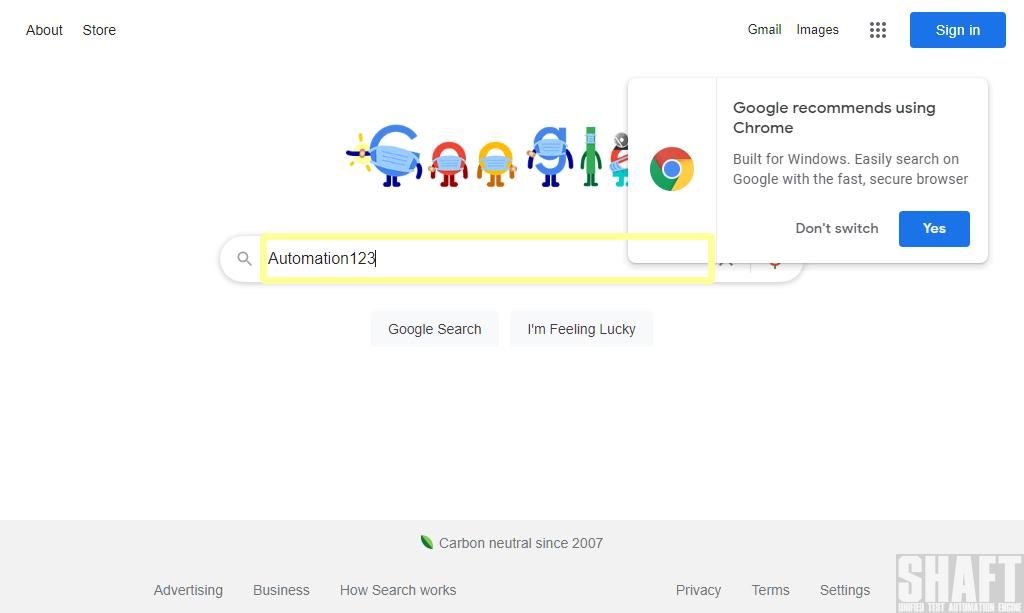 About Store
Gmail Images
Sign in
Google
Google recommends using
Chrome
Built for Windows. Easily search on
Google with the fast, secure browser
Don't switch
Yes
Automation123
Google Search
I'm Feeling Lucky
Carbon neutral since 2007
Advertising Business How Search works
Privacy Terms Settings
SHAFT
UNIFIED TEST AUTOMATION ENGINE